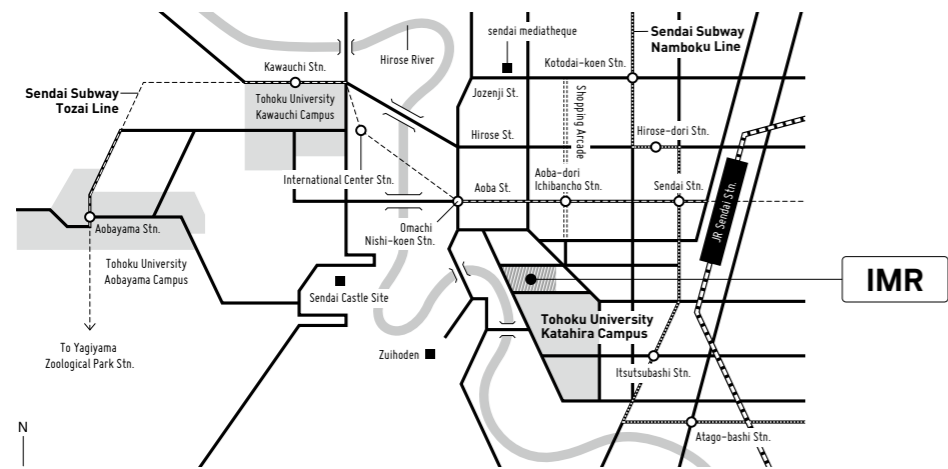 sendai mediatheque
Sendai Subway
Namboku Line
Hirose River
Kotodai-koen Stn.
Kawauchi Stn.
Sendai Subway
Tozai Line
Tohoku University
Kawauchi Campus
Jozenji St.
Shopping Arcade
Hirose St.
Hirose-dori Stn.
International Center Stn.
Aoba St.
Aoba-dori
Ichibancho Stn.
Sendai Stn.
JR Sendai Stn.
Aobayama Stn.
Omachi
Nishi-koen Stn.
Tohoku University
Aobayama Campus
Sendai Castle Site
IMR
Tohoku University
Katahira Campus
To Yagiyama
Zoological Park Stn.
Zuihoden
Itsutsubashi Stn.
N
Atago-bashi Stn.